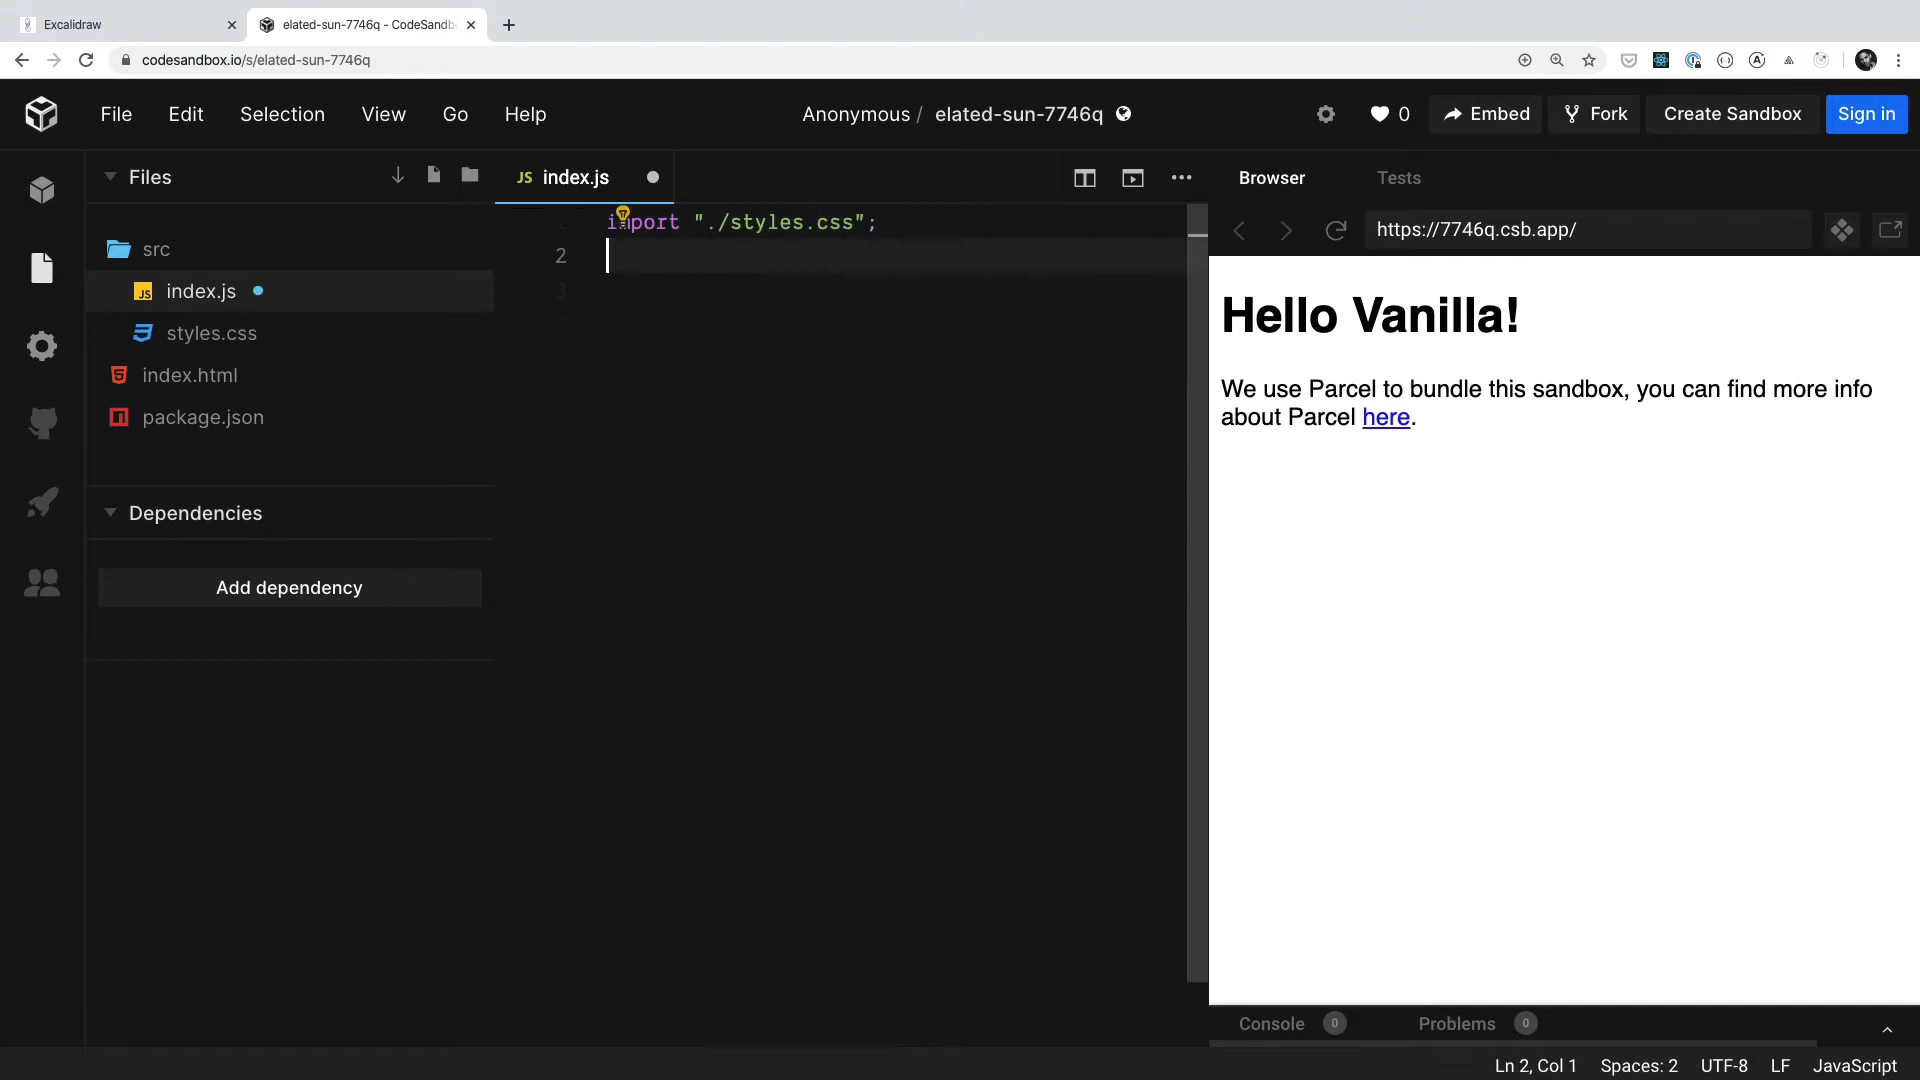 Excalidraw
elated-sun-7746q - CodeSandb
codesandbox.io/s/elated-sun-7746q
File Edit Selection View Go Help
Anonymous / elated-sun-7746q
0
Embed
Fork
Create Sandbox
Sign in
Files
src
JS index.js
styles.css
index.html
package.json
Dependencies
Add dependency
JS index.js
import "./styles.css";
2
3
Browser
Tests
https://7746q.csb.app/
Hello Vanilla!
We use Parcel to bundle this sandbox, you can find more info
about Parcel here.
Console 0
Problems 0
Ln 2, Col 1 Spaces: 2 UTF-8 LF JavaScript